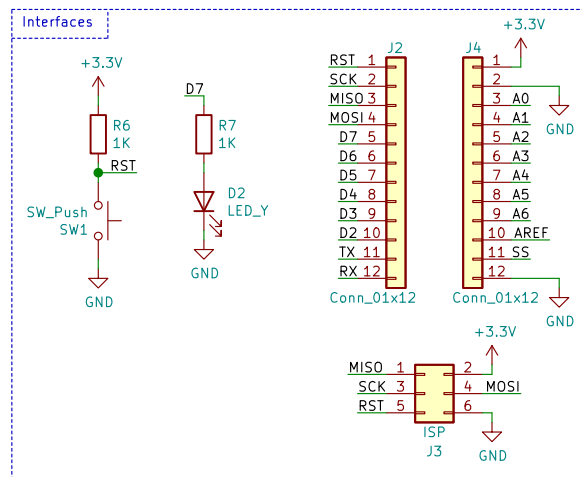 Interfaces
+3.3V
R6
1K
RST
SW_Push
SW1
GND
D7
R7
1K
D2
LED_Y
GND
J2
RST 1
SCK 2
MISO 3
MOSI 4
D7 5
D6 6
D5 7
D4 8
D3 9
D2 10
TX 11
RX 12
Conn_01x12
J4
+3.3V
1
2
GND
3 A0
4 A1
5 A2
6 A3
7 A4
8 A5
9 A6
10 AREF
11 SS
12
Conn_01x12
GND
+3.3V
MISO 1 2
SCK 3 4 MOSI
RST 5 6
ISP
J3
GND